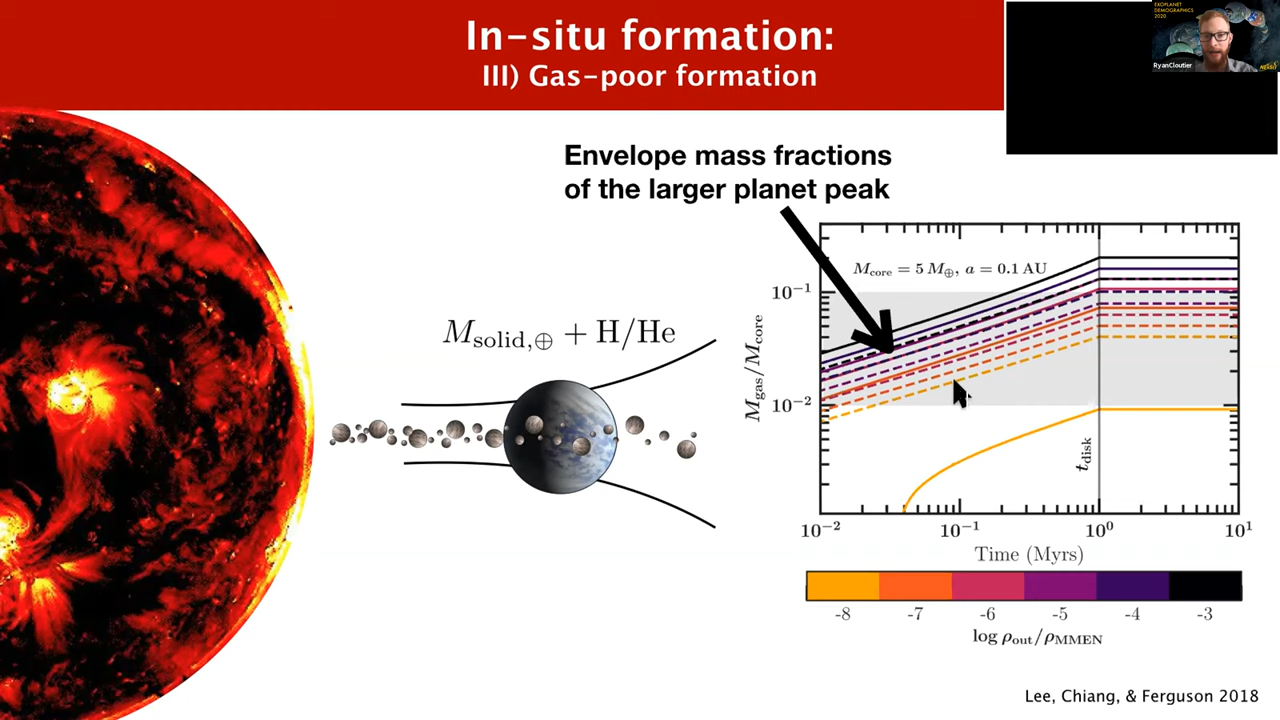 In-situ formation:
III) Gas-poor formation
EXOPLANET
DEMOGRAPHICS
2020
RyanCloutier
Envelope mass fractions
of the larger planet peak
M_solid,⊕ + H/He
M_core = 5 M_⊕, a = 0.1 AU
M_gas/M_core
10^-1
10^-2
t_disk
10^-2 10^-1 10^0 10^1
Time (Myrs)
-8 -7 -6 -5 -4 -3
log ρ_out/ρ_MMEN
Lee, Chiang, & Ferguson 2018